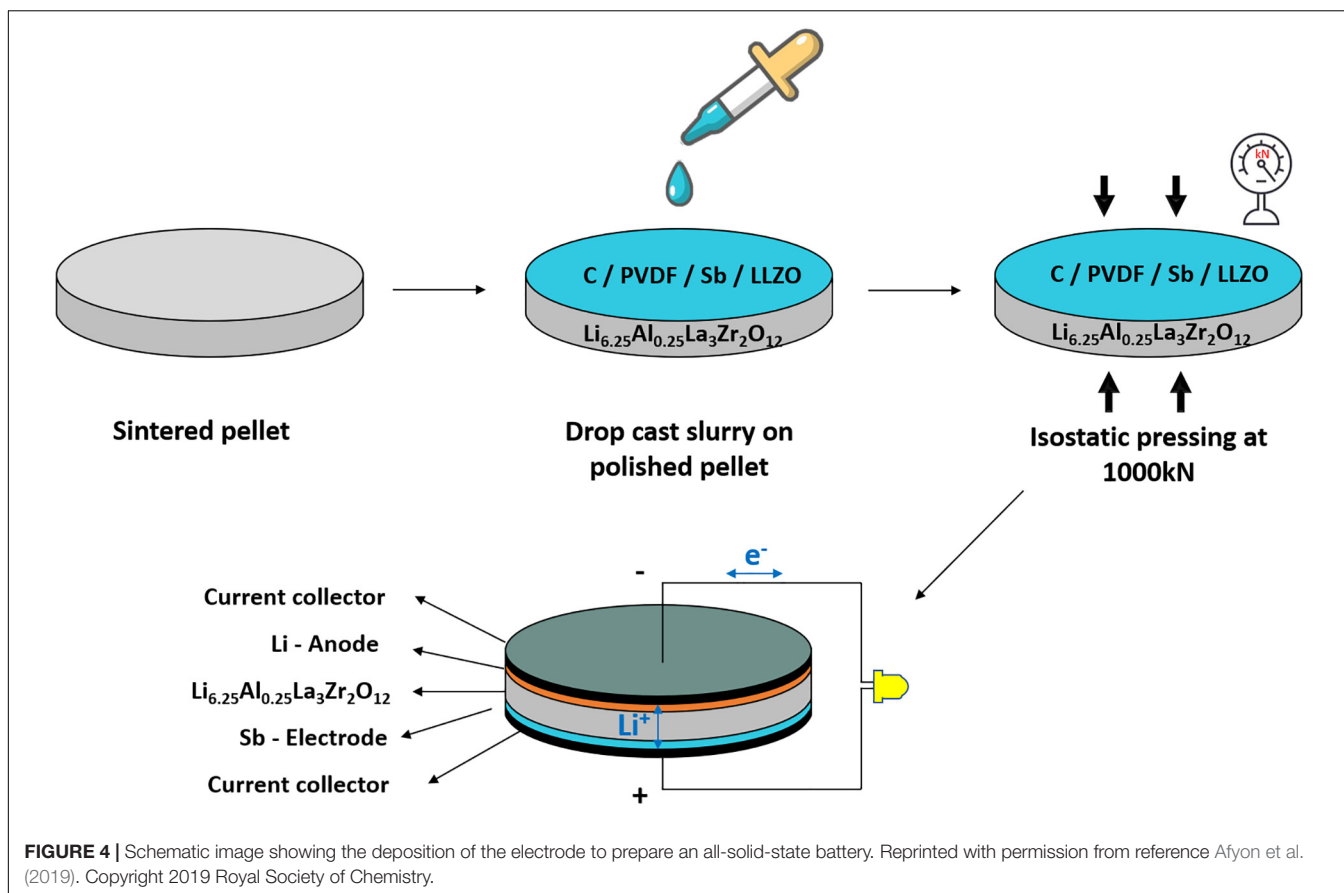 kN
C / PVDF / Sb / LLZO
C / PVDF / Sb / LLZO
Li₆.₂₅Al₀.₂₅La₃Zr₂O₁₂
Li₆.₂₅Al₀.₂₅La₃Zr₂O₁₂
Sintered pellet
Drop cast slurry on
polished pellet
Isostatic pressing at
1000kN
e⁻
-
Current collector
Li - Anode
Li₆.₂₅Al₀.₂₅La₃Zr₂O₁₂
Li⁺
Sb - Electrode
Current collector
+
FIGURE 4 | Schematic image showing the deposition of the electrode to prepare an all-solid-state battery. Reprinted with permission from reference Afyon et al.
(2019). Copyright 2019 Royal Society of Chemistry.